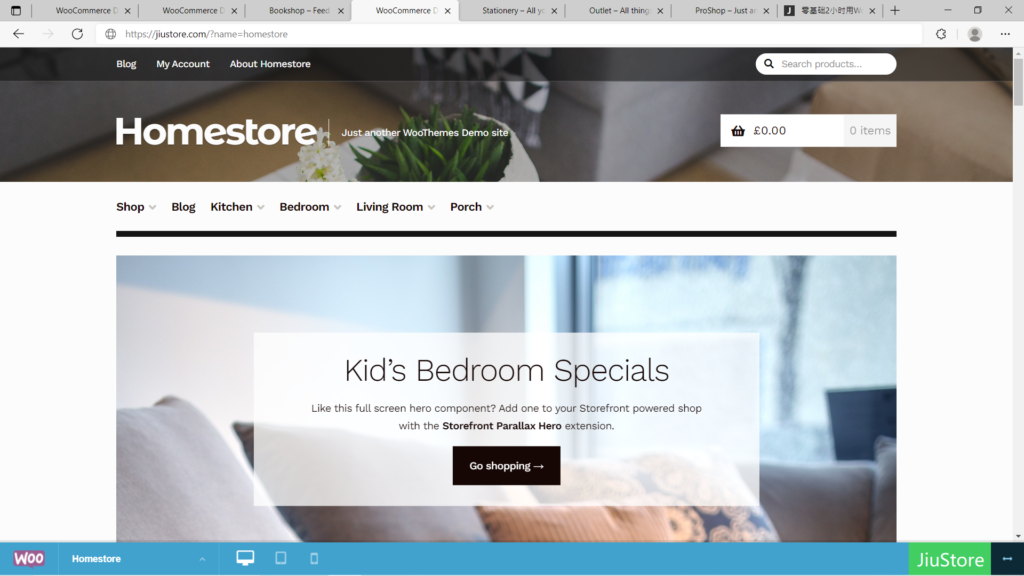 WooCommerce D
WooCommerce D
Bookshop – Feed
WooCommerce D
Stationery – All yo
Outlet – All things
ProShop – Just an
零基础2小时用W
https://jiustore.com/?name=homestore
Blog
My Account
About Homestore
Search products...
Homestore
Just another WooThemes Demo site
£0.00
0 items
Shop
Blog
Kitchen
Bedroom
Living Room
Porch
Kid's Bedroom Specials
Like this full screen hero component? Add one to your Storefront powered shop
with the Storefront Parallax Hero extension.
Go shopping →
WOO
Homestore
JiuStore